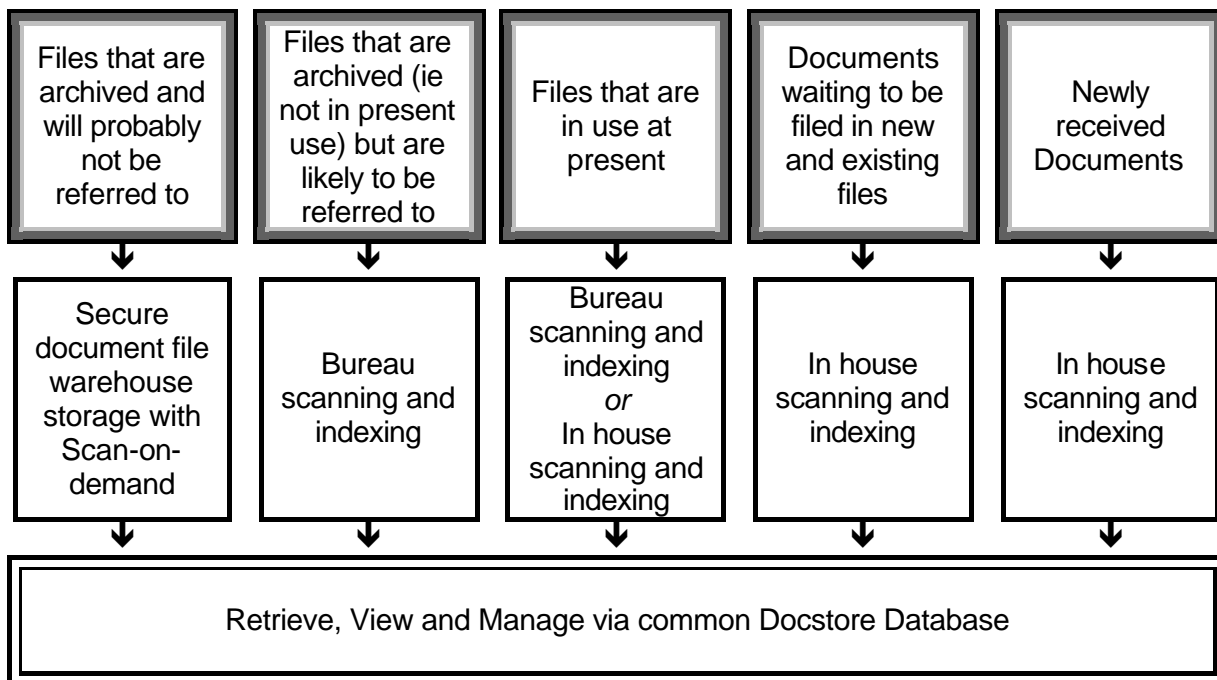 Files that are
archived and
will probably
not be
referred to
Files that are
archived (ie
not in present
use) but are
likely to be
referred to
Files that are
in use at
present
Documents
waiting to be
filed in new
and existing
files
Newly
received
Documents
Secure
document file
warehouse
storage with
Scan-on-
demand
Bureau
scanning and
indexing
Bureau
scanning and
indexing
or
In house
scanning and
indexing
In house
scanning and
indexing
In house
scanning and
indexing
Retrieve, View and Manage via common Docstore Database